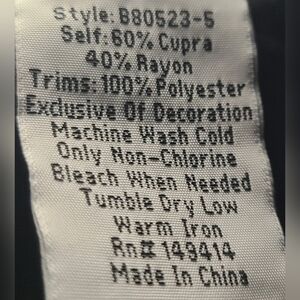 Style: B80523-5
Self: 60% Cupra
40% Rayon
Trims: 100% Polyester
Exclusive Of Decoration
Machine Wash Cold
Only Non-Chlorine
Bleach When Needed
Tumble Dry Low
Warm Iron
Rn# 149414
Made In China